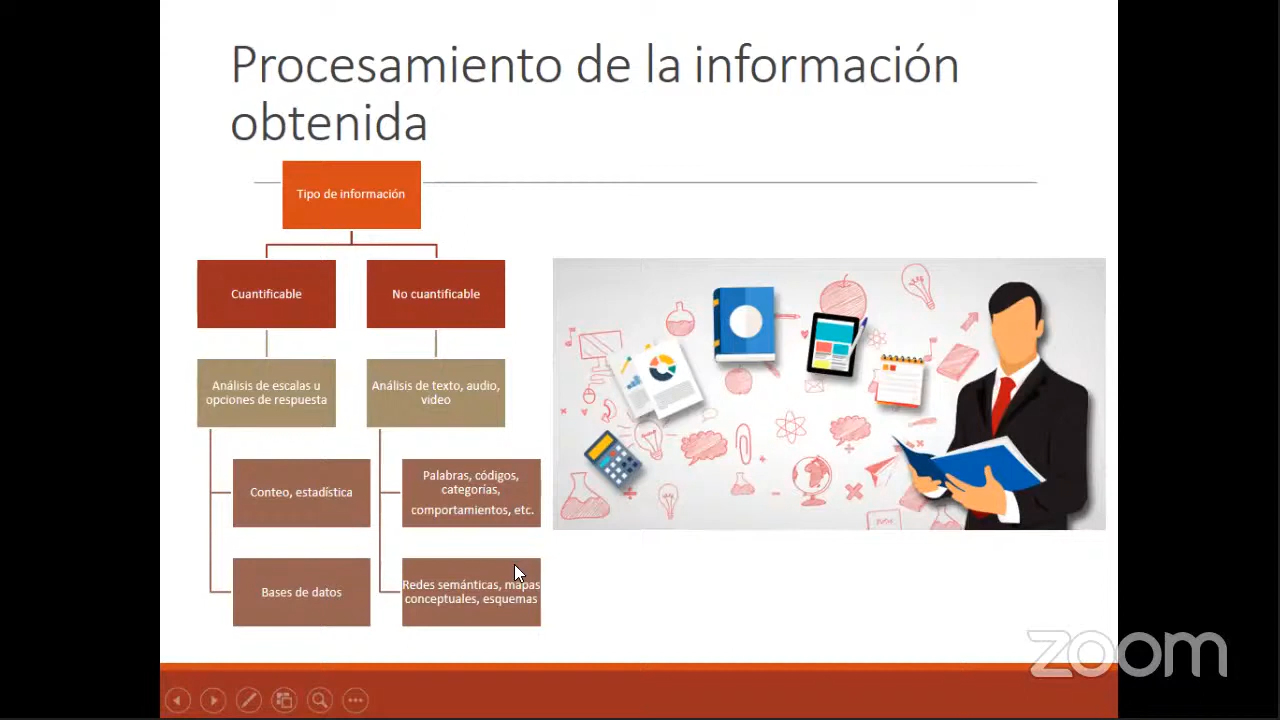 Procesamiento de la información
obtenida
Tipo de información
Cuantificable
No cuantificable
Análisis de escalas u
opciones de respuesta
Análisis de texto, audio,
video
Conteo, estadística
Palabras, códigos,
categorías,
comportamientos, etc.
Bases de datos
Redes semánticas, mapas
conceptuales, esquemas
zoom